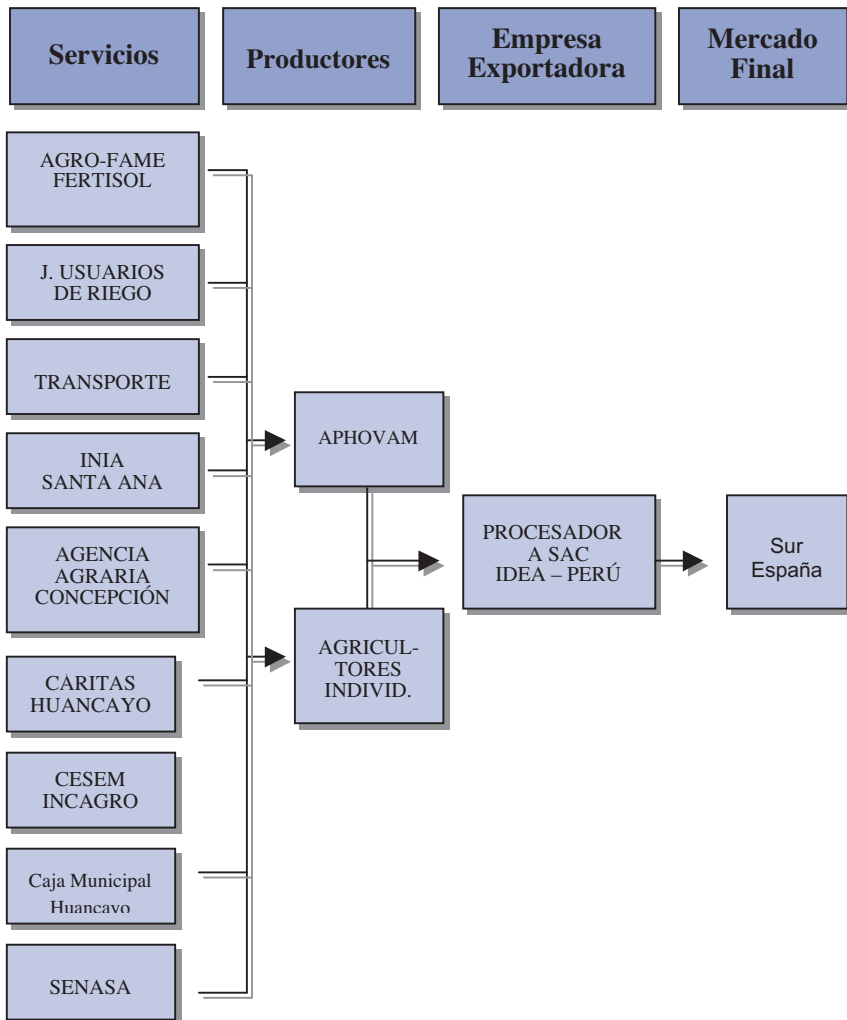 Servicios
Productores
Empresa
Exportadora
Mercado
Final
AGRO-FAME
FERTISOL
J. USUARIOS
DE RIEGO
TRANSPORTE
INIA
SANTA ANA
AGENCIA
AGRARIA
CONCEPCIÓN
CÁRITAS
HUANCAYO
CESEM
INCAGRO
Caja Municipal
Huancayo
SENASA
APHOVAM
AGRICUL-
TORES
INDIVID.
PROCESADOR
A SAC
IDEA – PERÚ
Sur
España